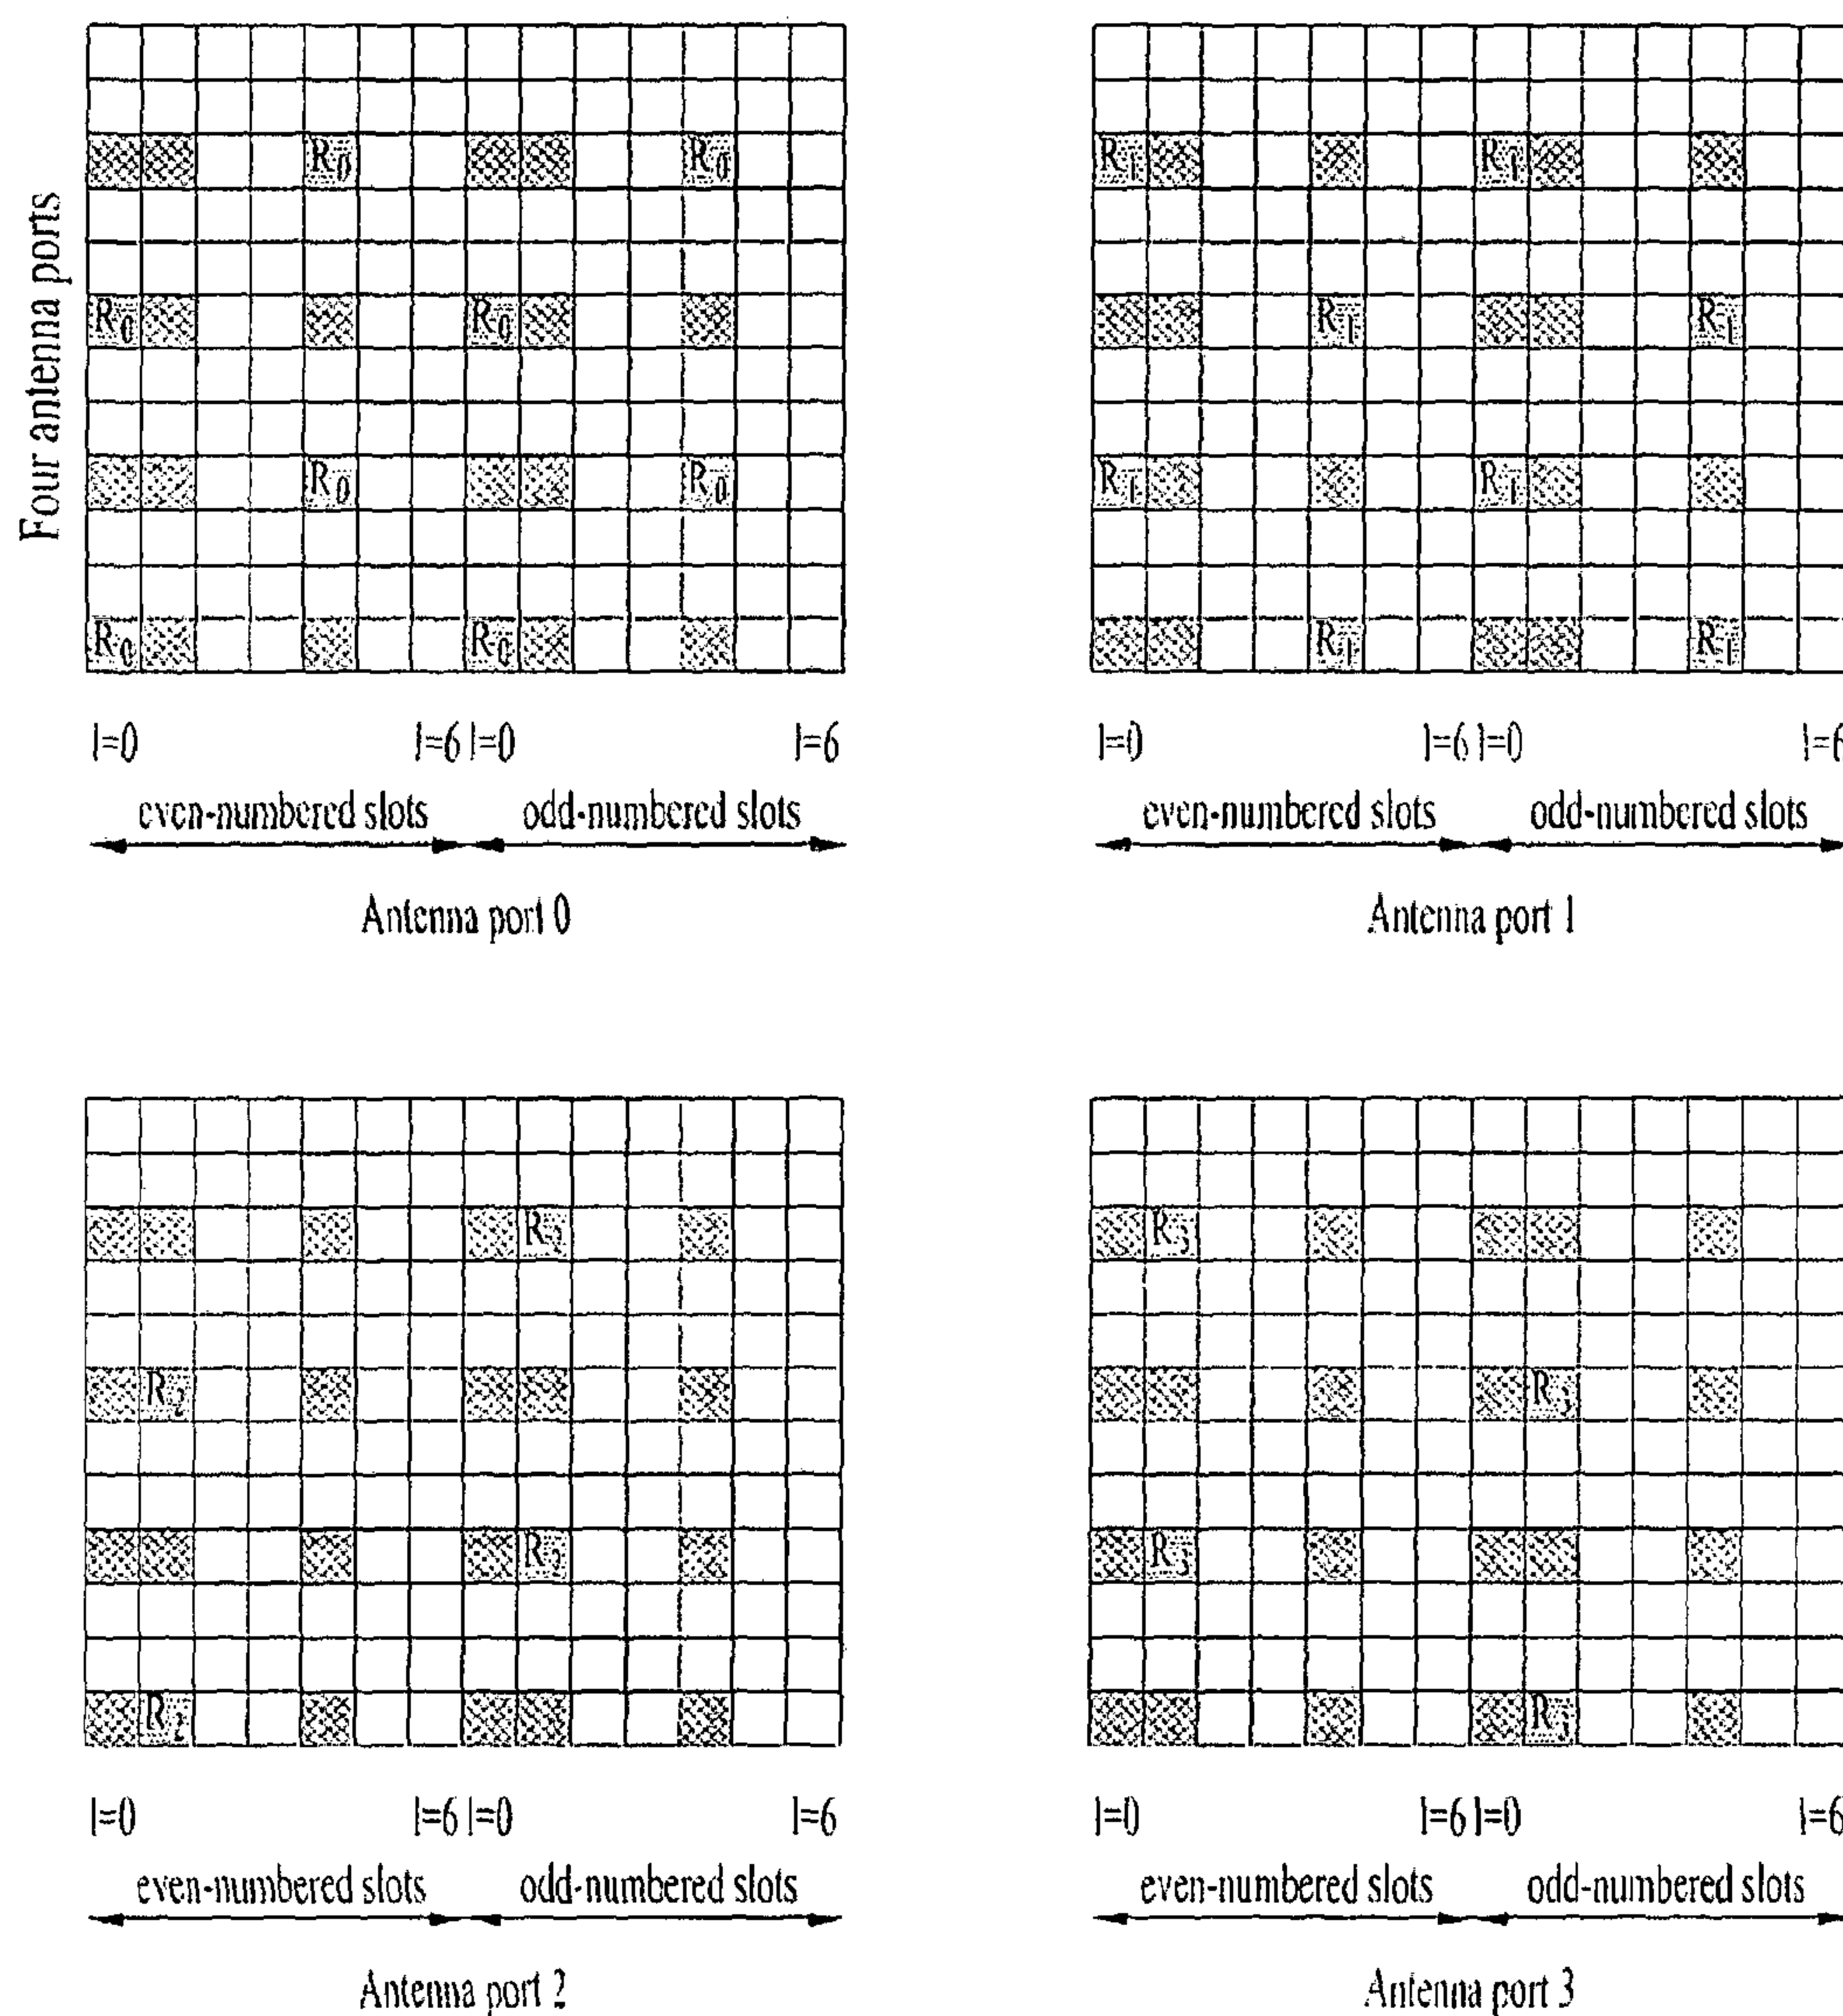 Four antenna ports
R0 R0
R0 R0
R0 R0
R0 R0
l=0 l=6 l=0 l=6
even-numbered slots odd-numbered slots
Antenna port 0
R1 R1
R1 R1
R1 R1
R1 R1
l=0 l=6 l=0 l=6
even-numbered slots odd-numbered slots
Antenna port 1
R2
R2
R2
R2
l=0 l=6 l=0 l=6
even-numbered slots odd-numbered slots
Antenna port 2
R3
R3
R3
R3
l=0 l=6 l=0 l=6
even-numbered slots odd-numbered slots
Antenna port 3